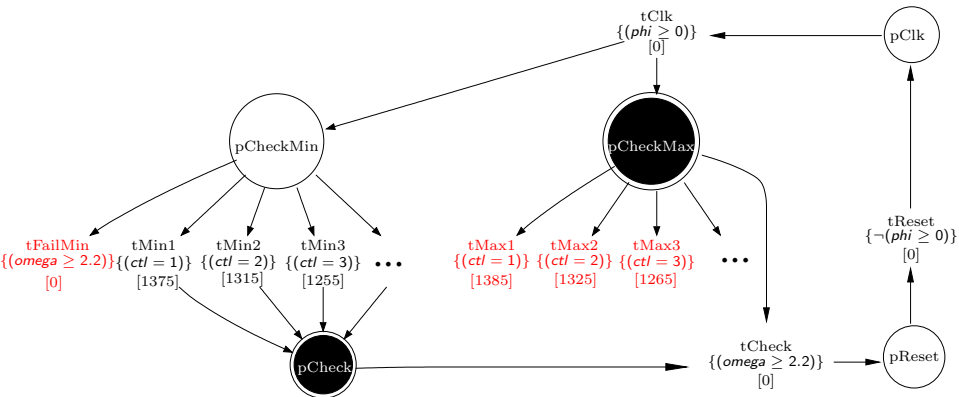 tClk
{(phi ≥ 0)}
[0]
pClk
pCheckMin
pCheckMax
tFailMin
{(omega ≥ 2.2)}
[0]
tMin1
{(ctl = 1)}
[1375]
tMin2
{(ctl = 2)}
[1315]
tMin3
{(ctl = 3)}
[1255]
•••
tMax1
{(ctl = 1)}
[1385]
tMax2
{(ctl = 2)}
[1325]
tMax3
{(ctl = 3)}
[1265]
•••
tReset
{¬(phi ≥ 0)}
[0]
pCheck
tCheck
{(omega ≥ 2.2)}
[0]
pReset